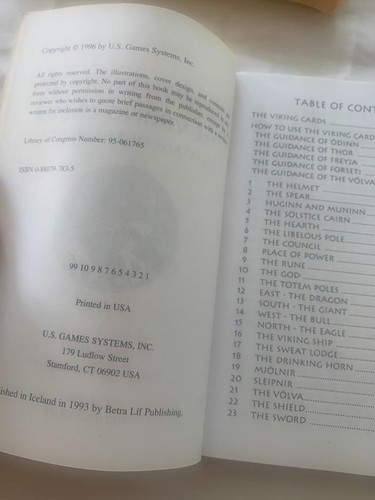 Copyright © 1996 by U.S. Games Systems, Inc.
All rights reserved. The illustrations, cover design, and contents are
protected by copyright. No part of this book may be reproduced in any
form without permission in writing from the publisher, except by a
reviewer who wishes to quote brief passages in connection with a review
written for inclusion in a magazine or newspaper.
Library of Congress Number: 95-061765
ISBN 0-88079-783-5
99 10 9 8 7 6 5 4 3 2 1
Printed in USA
U.S. GAMES SYSTEMS, INC.
179 Ludlow Street
Stamford, CT 06902 USA
lished in Iceland in 1993 by Betra Lif Publishing.
TABLE OF CONT
THE VIKING CARDS
HOW TO USE THE VIKING CARD
THE GUIDANCE OF ÓDINN
THE GUIDANCE OF THOR
THE GUIDANCE OF FREYIA
THE GUIDANCE OF FORSETI
THE GUIDANCE OF THE VÖLVA
1 THE HELMET
2 THE SPEAR
3 HUGINN AND MUNINN
4 THE SOLSTICE CAIRN
5 THE HEARTH
6 THE LIBELOUS POLE
7 THE COUNCIL
8 PLACE OF POWER
9 THE RUNE
10 THE GOD
11 THE TOTEM POLES
12 EAST - THE DRAGON
13 SOUTH - THE GIANT
14 WEST - THE BULL
15 NORTH - THE EAGLE
16 THE VIKING SHIP
17 THE SWEAT LODGE
18 THE DRINKING HORN
19 MJÖLNIR
20 SLEIPNIR
21 THE VÖLVA
22 THE SHIELD
23 THE SWORD